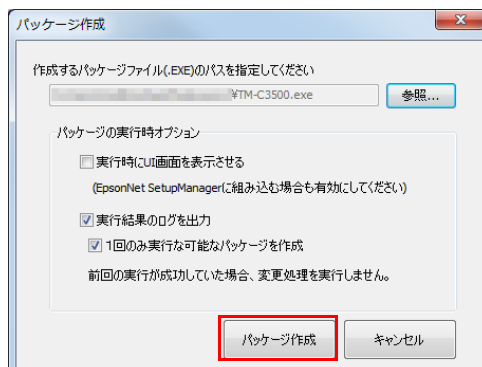 パッケージ作成
作成するパッケージファイル(.EXE)のパスを指定してください
¥TM-C3500.exe
参照...
パッケージの実行時オプション
実行時にUI画面を表示させる
(EpsonNet SetupManagerに組み込む場合も有効にしてください)
実行結果のログを出力
1回のみ実行な可能なパッケージを作成
前回の実行が成功していた場合、変更処理を実行しません。
パッケージ作成
キャンセル